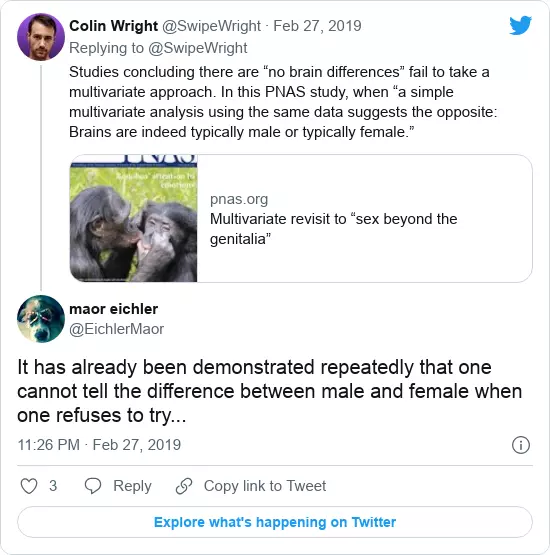 Colin Wright @SwipeWright · Feb 27, 2019
Replying to @SwipeWright
Studies concluding there are “no brain differences” fail to take a
multivariate approach. In this PNAS study, when “a simple
multivariate analysis using the same data suggests the opposite:
Brains are indeed typically male or typically female.”
PNAS
pnas.org
Multivariate revisit to “sex beyond the
genitalia”
maor eichler
@EichlerMaor
It has already been demonstrated repeatedly that one
cannot tell the difference between male and female when
one refuses to try...
11:26 PM · Feb 27, 2019
3 Reply Copy link to Tweet
Explore what's happening on Twitter